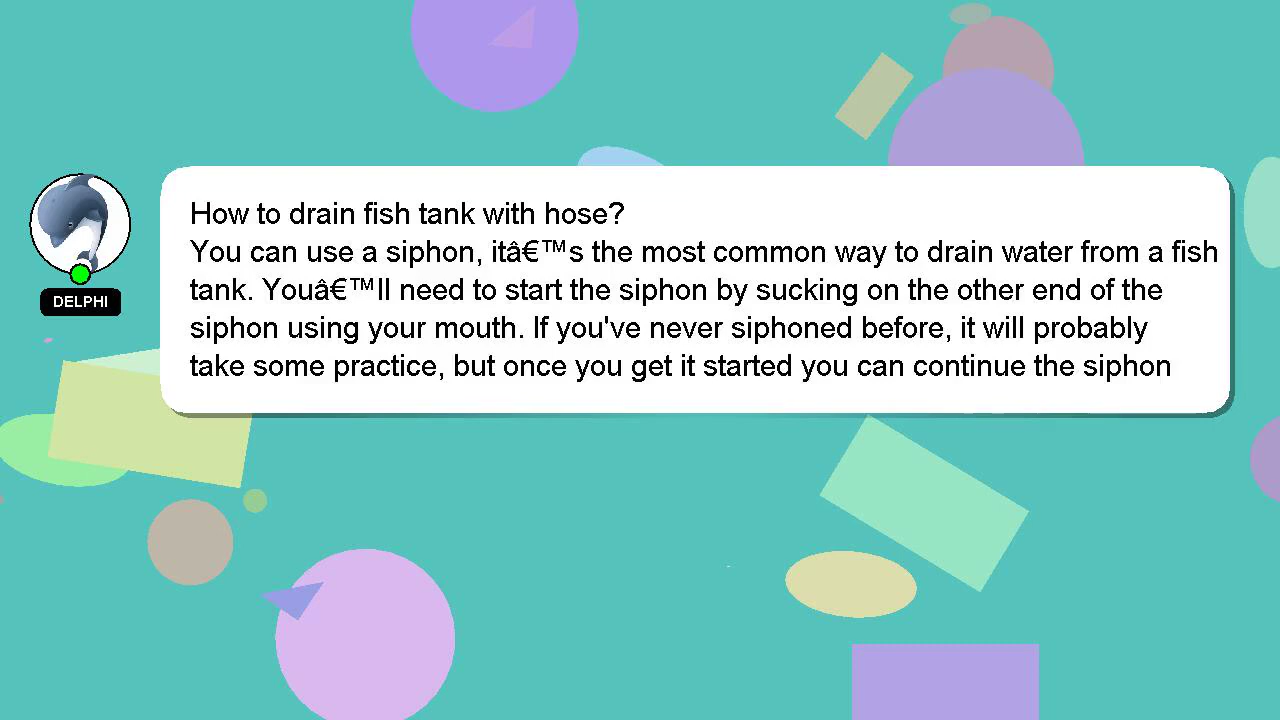 How to drain fish tank with hose?
You can use a siphon, itâ€™s the most common way to drain water from a fish
tank. Youâ€™ll need to start the siphon by sucking on the other end of the
siphon using your mouth. If you've never siphoned before, it will probably
take some practice, but once you get it started you can continue the siphon
DELPHI